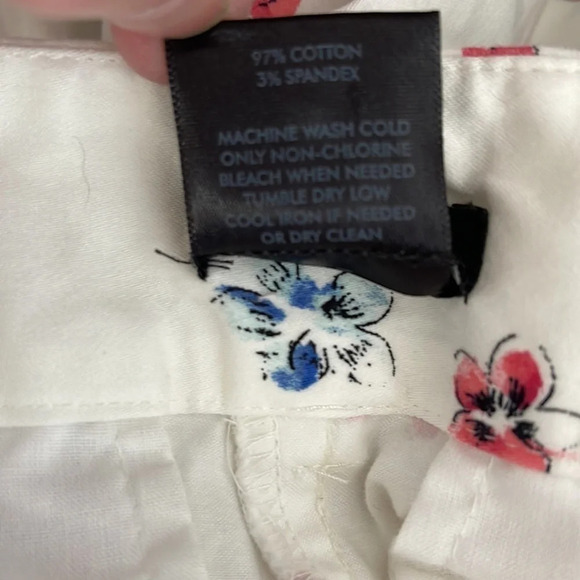 97% COTTON
3% SPANDEX
MACHINE WASH COLD
ONLY NON-CHLORINE
BLEACH WHEN NEEDED
TUMBLE DRY LOW
COOL IRON IF NEEDED
OR DRY CLEAN